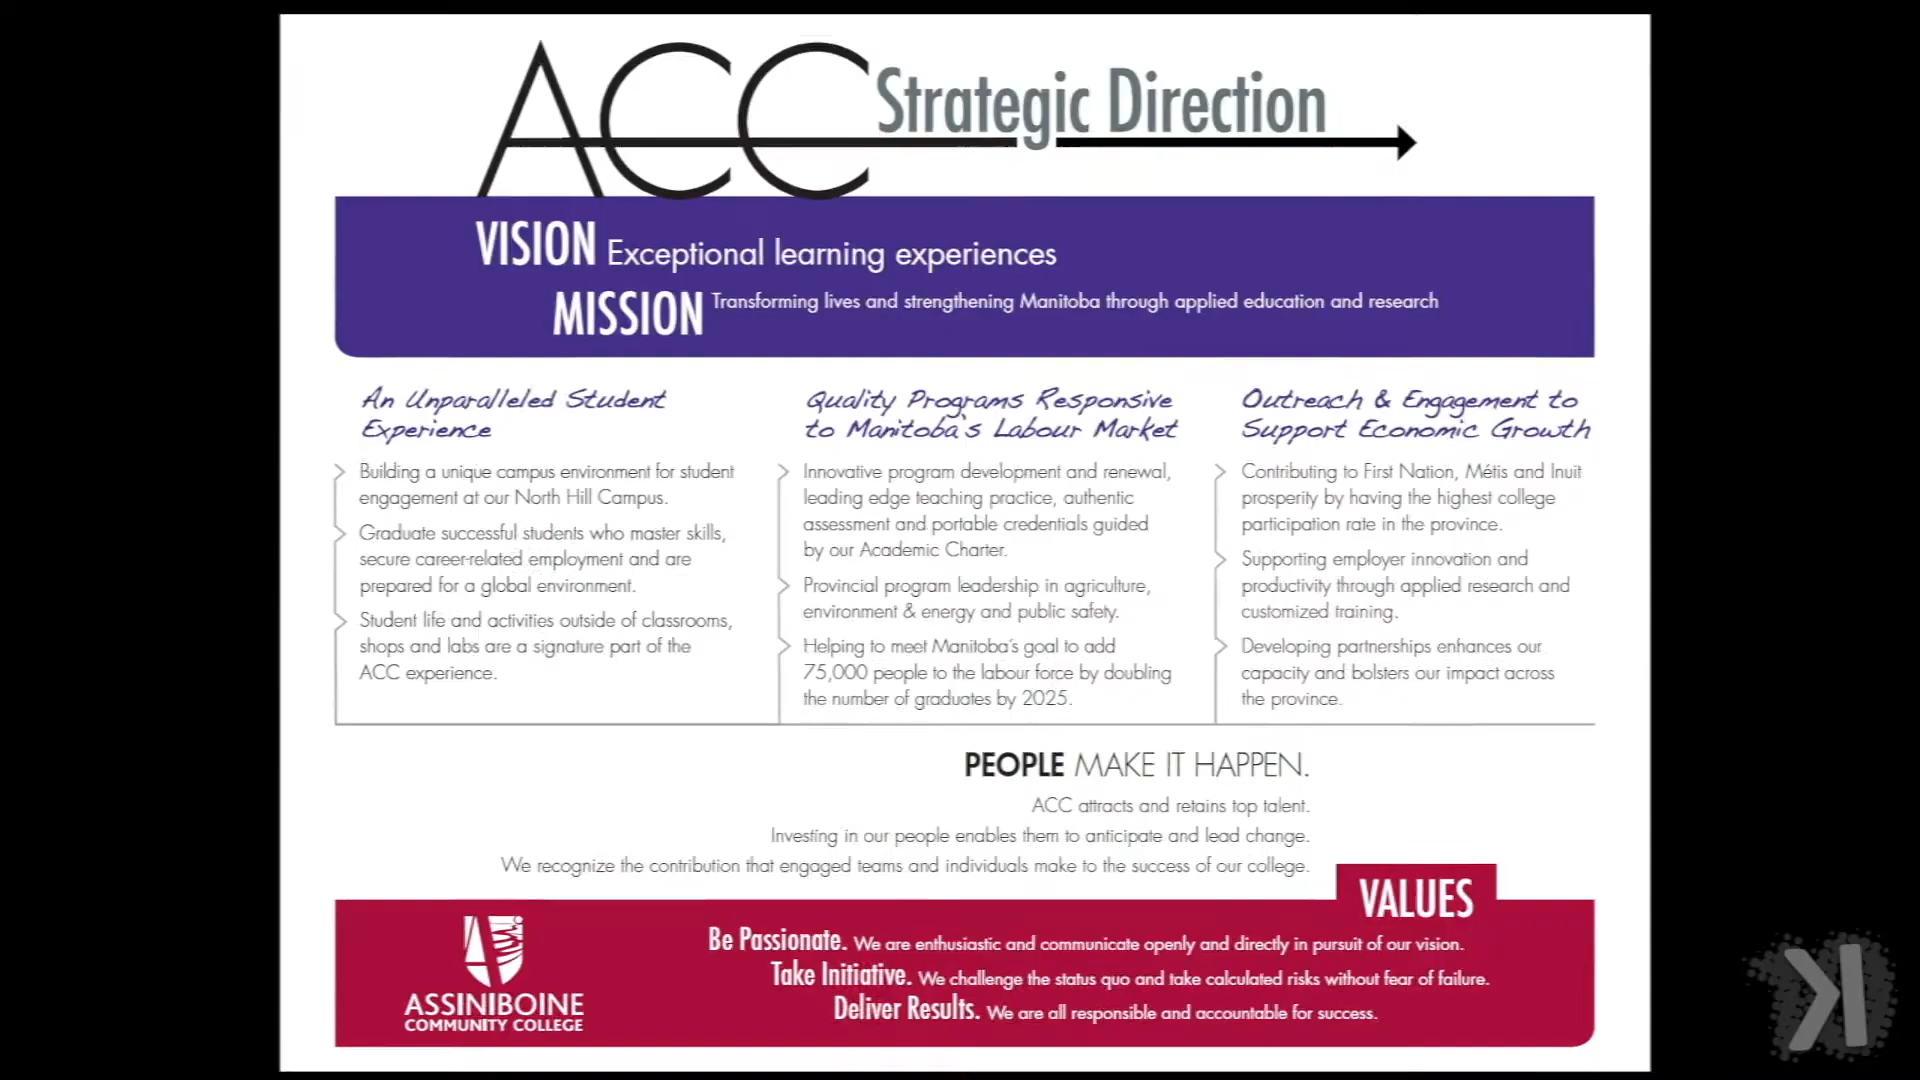 ACC Strategic Direction
VISION Exceptional learning experiences
MISSION Transforming lives and strengthening Manitoba through applied education and research
An Unparalleled Student
Experience
Building a unique campus environment for student
engagement at our North Hill Campus.
Graduate successful students who master skills,
secure career-related employment and are
prepared for a global environment.
Student life and activities outside of classrooms,
shops and labs are a signature part of the
ACC experience.
Quality Programs Responsive
to Manitoba's Labour Market
Innovative program development and renewal,
leading edge teaching practice, authentic
assessment and portable credentials guided
by our Academic Charter.
Provincial program leadership in agriculture,
environment & energy and public safety.
Helping to meet Manitoba's goal to add
75,000 people to the labour force by doubling
the number of graduates by 2025.
Outreach & Engagement to
Support Economic Growth
Contributing to First Nation, Métis and Inuit
prosperity by having the highest college
participation rate in the province.
Supporting employer innovation and
productivity through applied research and
customized training.
Developing partnerships enhances our
capacity and bolsters our impact across
the province.
PEOPLE MAKE IT HAPPEN.
ACC attracts and retains top talent.
Investing in our people enables them to anticipate and lead change.
We recognize the contribution that engaged teams and individuals make to the success of our college.
VALUES
Be Passionate. We are enthusiastic and communicate openly and directly in pursuit of our vision.
Take Initiative. We challenge the status quo and take calculated risks without fear of failure.
Deliver Results. We are all responsible and accountable for success.
ASSINIBOINE
COMMUNITY COLLEGE